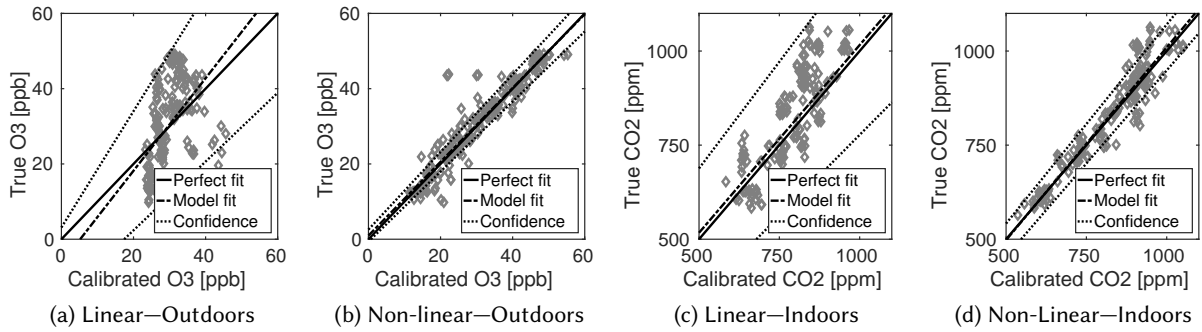 60
40
20
0
True O3 [ppb]
0 20 40 60
Calibrated O3 [ppb]
Perfect fit
Model fit
Confidence
(a) Linear—Outdoors
60
40
20
0
True O3 [ppb]
0 20 40 60
Calibrated O3 [ppb]
Perfect fit
Model fit
Confidence
(b) Non-linear—Outdoors
1000
750
500
True CO2 [ppm]
500 750 1000
Calibrated CO2 [ppm]
Perfect fit
Model fit
Confidence
(c) Linear—Indoors
1000
750
500
True CO2 [ppm]
500 750 1000
Calibrated CO2 [ppm]
Perfect fit
Model fit
Confidence
(d) Non-Linear—Indoors